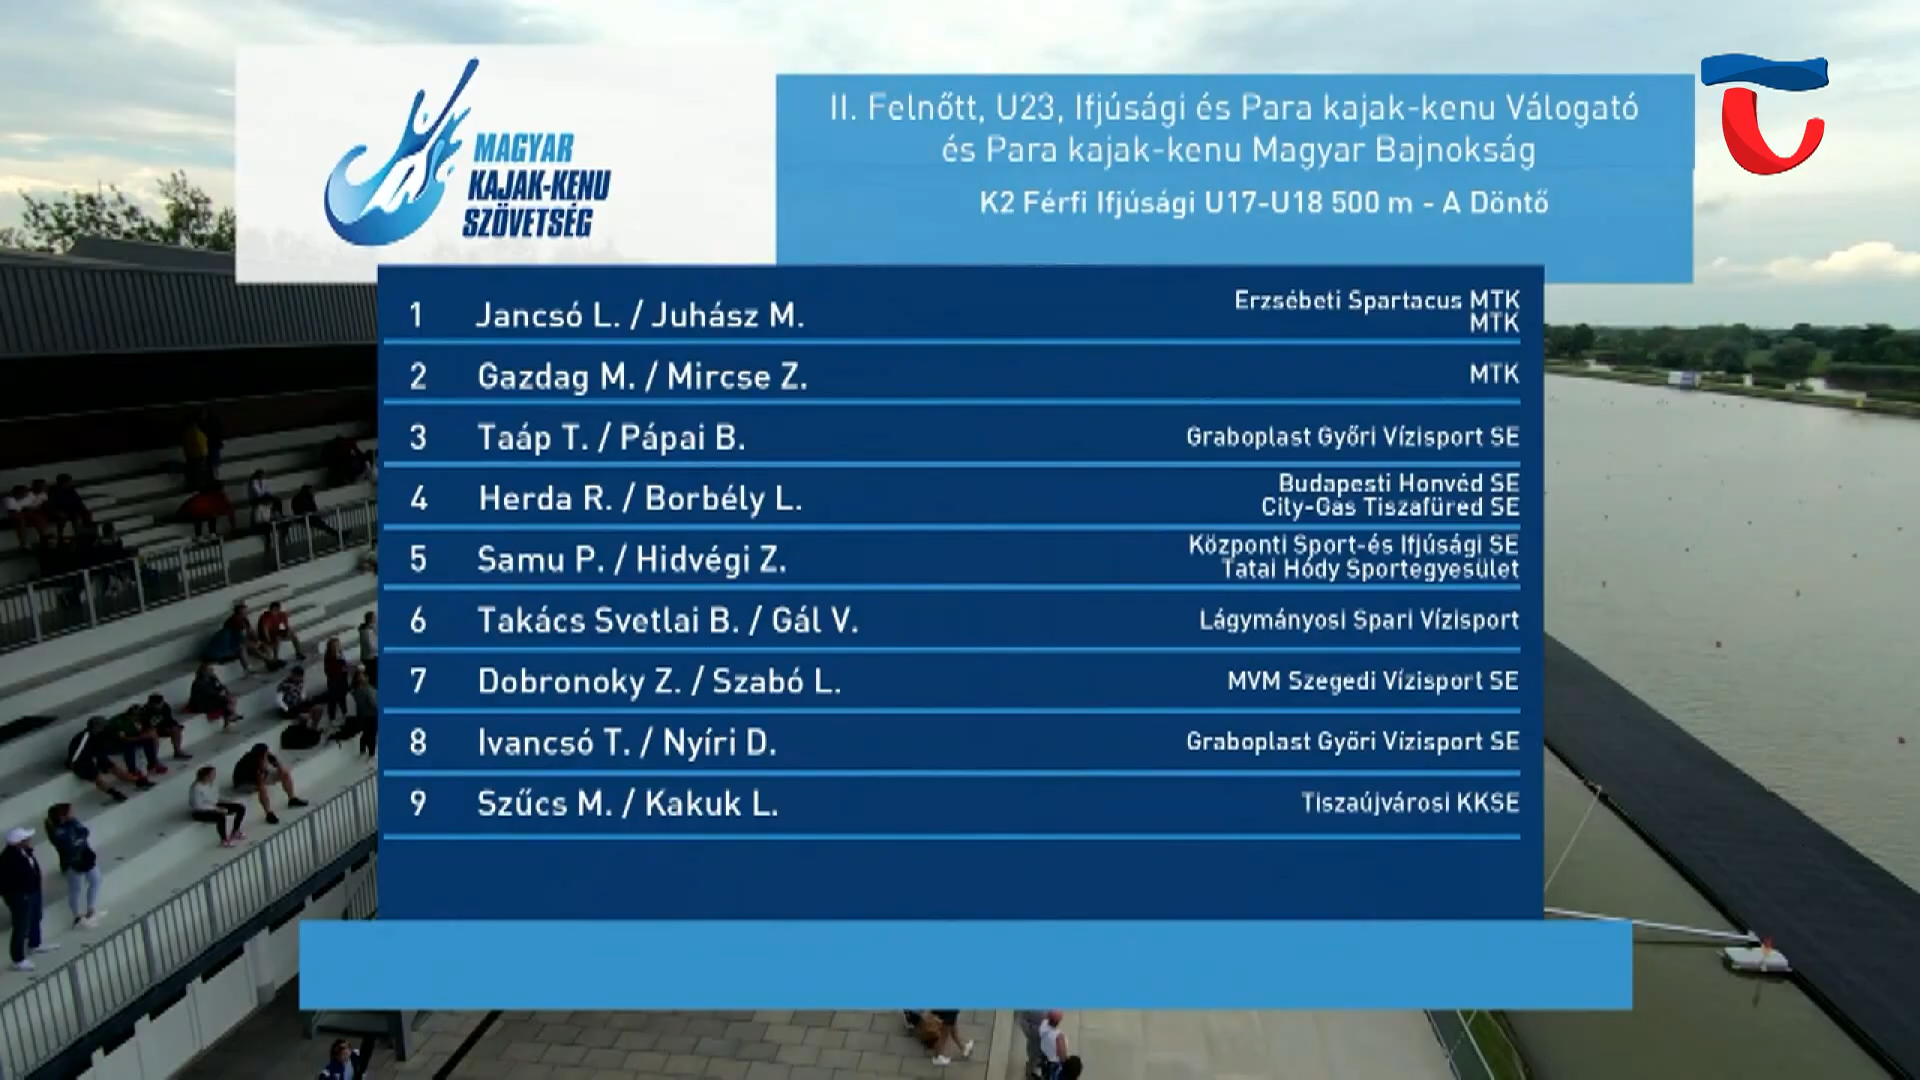 MAGYAR
KAJAK-KENU
SZÖVETSÉG
II. Felnőtt, U23, Ifjúsági és Para kajak-kenu Válogató
és Para kajak-kenu Magyar Bajnokság
K2 Férfi Ifjúsági U17-U18 500 m - A Döntő
1 Jancsó L. / Juhász M. Erzsébeti Spartacus MTK
MTK
2 Gazdag M. / Mircse Z. MTK
3 Taáp T. / Pápai B. Graboplast Győri Vízisport SE
4 Herda R. / Borbély L. Budapesti Honvéd SE
City-Gas Tiszafüred SE
5 Samu P. / Hidvégi Z. Központi Sport-és Ifjúsági SE
Tatai Hódy Sportegyesület
6 Takács Svetlai B. / Gál V. Lágymányosi Spari Vízisport
7 Dobronoky Z. / Szabó L. MVM Szegedi Vízisport SE
8 Ivancsó T. / Nyíri D. Graboplast Győri Vízisport SE
9 Szűcs M. / Kakuk L. Tiszaújvárosi KKSE